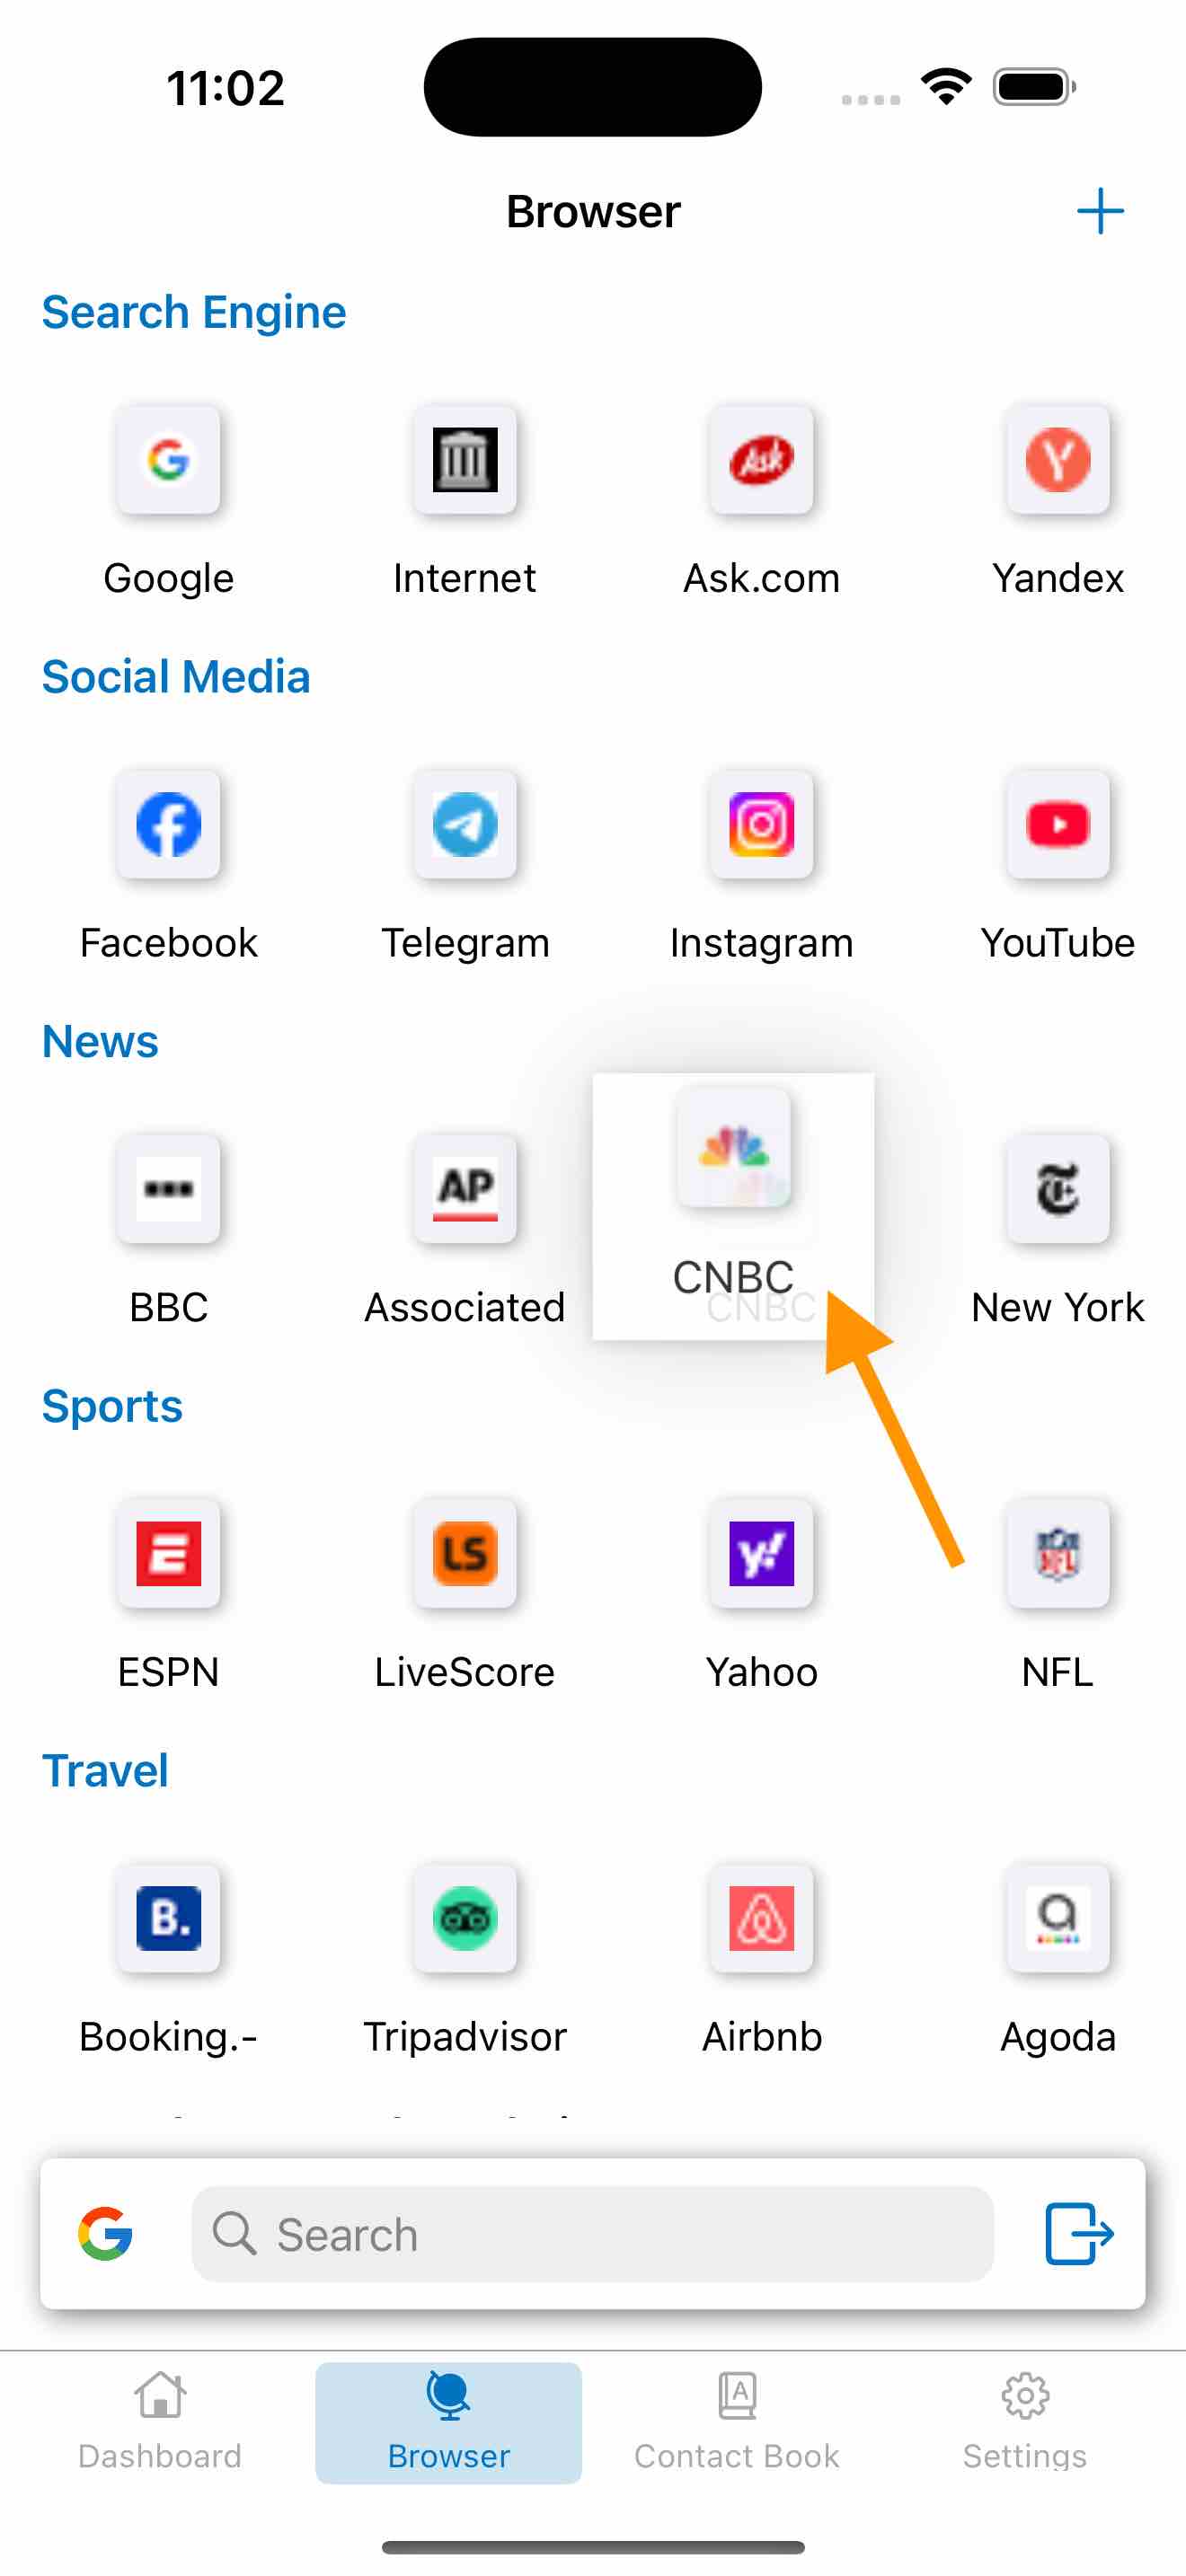 11:02
Browser
Search Engine
Ask
Google Internet Ask.com Yandex
Social Media
Facebook Telegram Instagram YouTube
News
AP
BBC Associated CNBC New York
CNBC
Sports
E LS y! NFL
ESPN LiveScore Yahoo NFL
Travel
B. a
Booking.- Tripadvisor Airbnb Agoda
G Search
A
Dashboard Browser Contact Book Settings